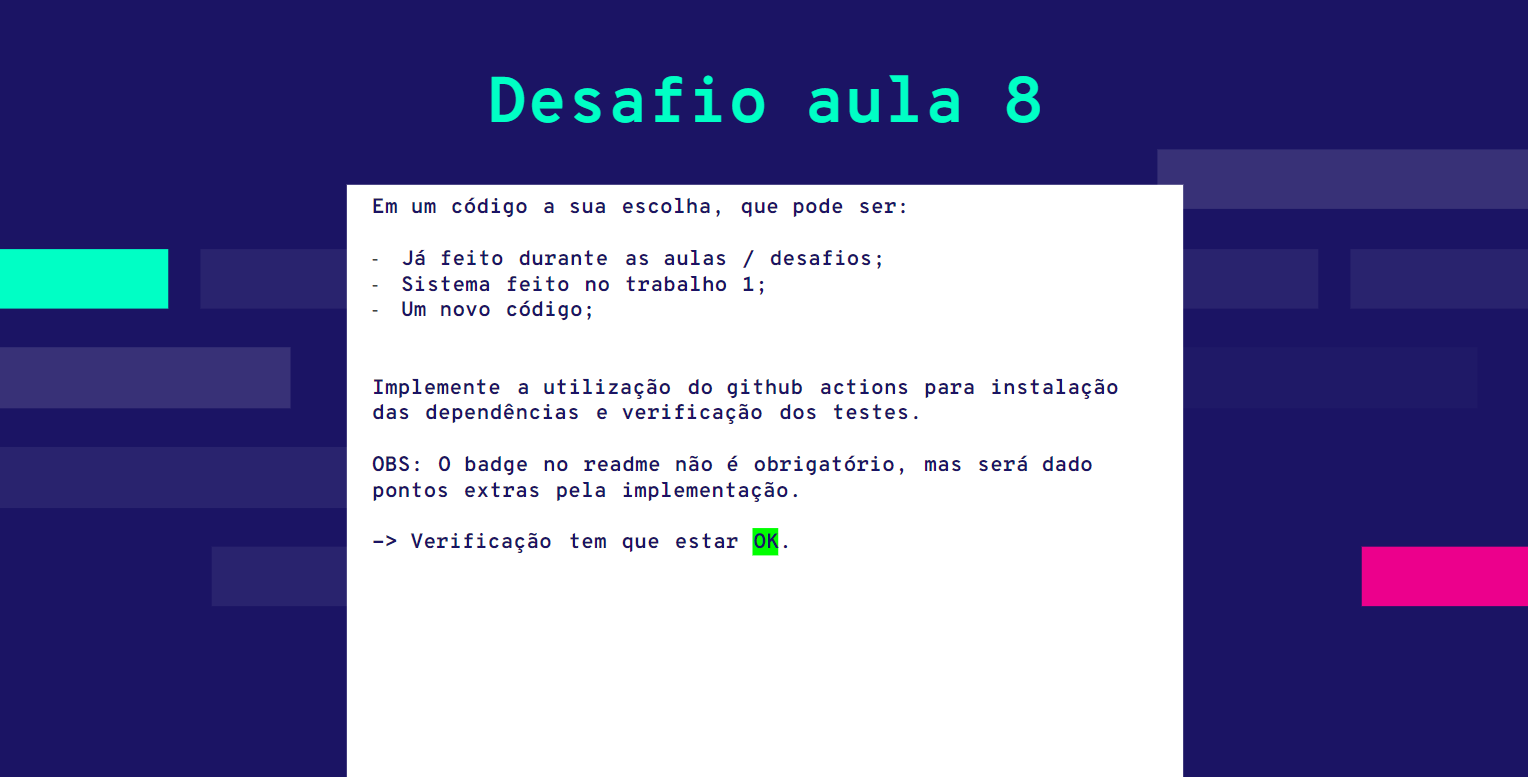 Desafio aula 8
Em um código a sua escolha, que pode ser:
- Já feito durante as aulas / desafios;
- Sistema feito no trabalho 1;
- Um novo código;
Implemente a utilização do github actions para instalação
das dependências e verificação dos testes.
OBS: O badge no readme não é obrigatório, mas será dado
pontos extras pela implementação.
–> Verificação tem que estar OK.